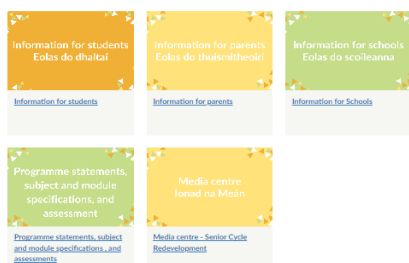 Information for students
Eolas do dhaltaí
Information for students
Information for parents
Eolas do thuismitheoirí
Information for parents
Information for schools
Eolas do scoileanna
Information for Schools
Programme statements,
subject and module
specifications, and
assessment
Programme statements, subject
and module specifications , and
assessments
Media centre
Ionad na Meán
Media centre - Senior Cycle
Redevelopment